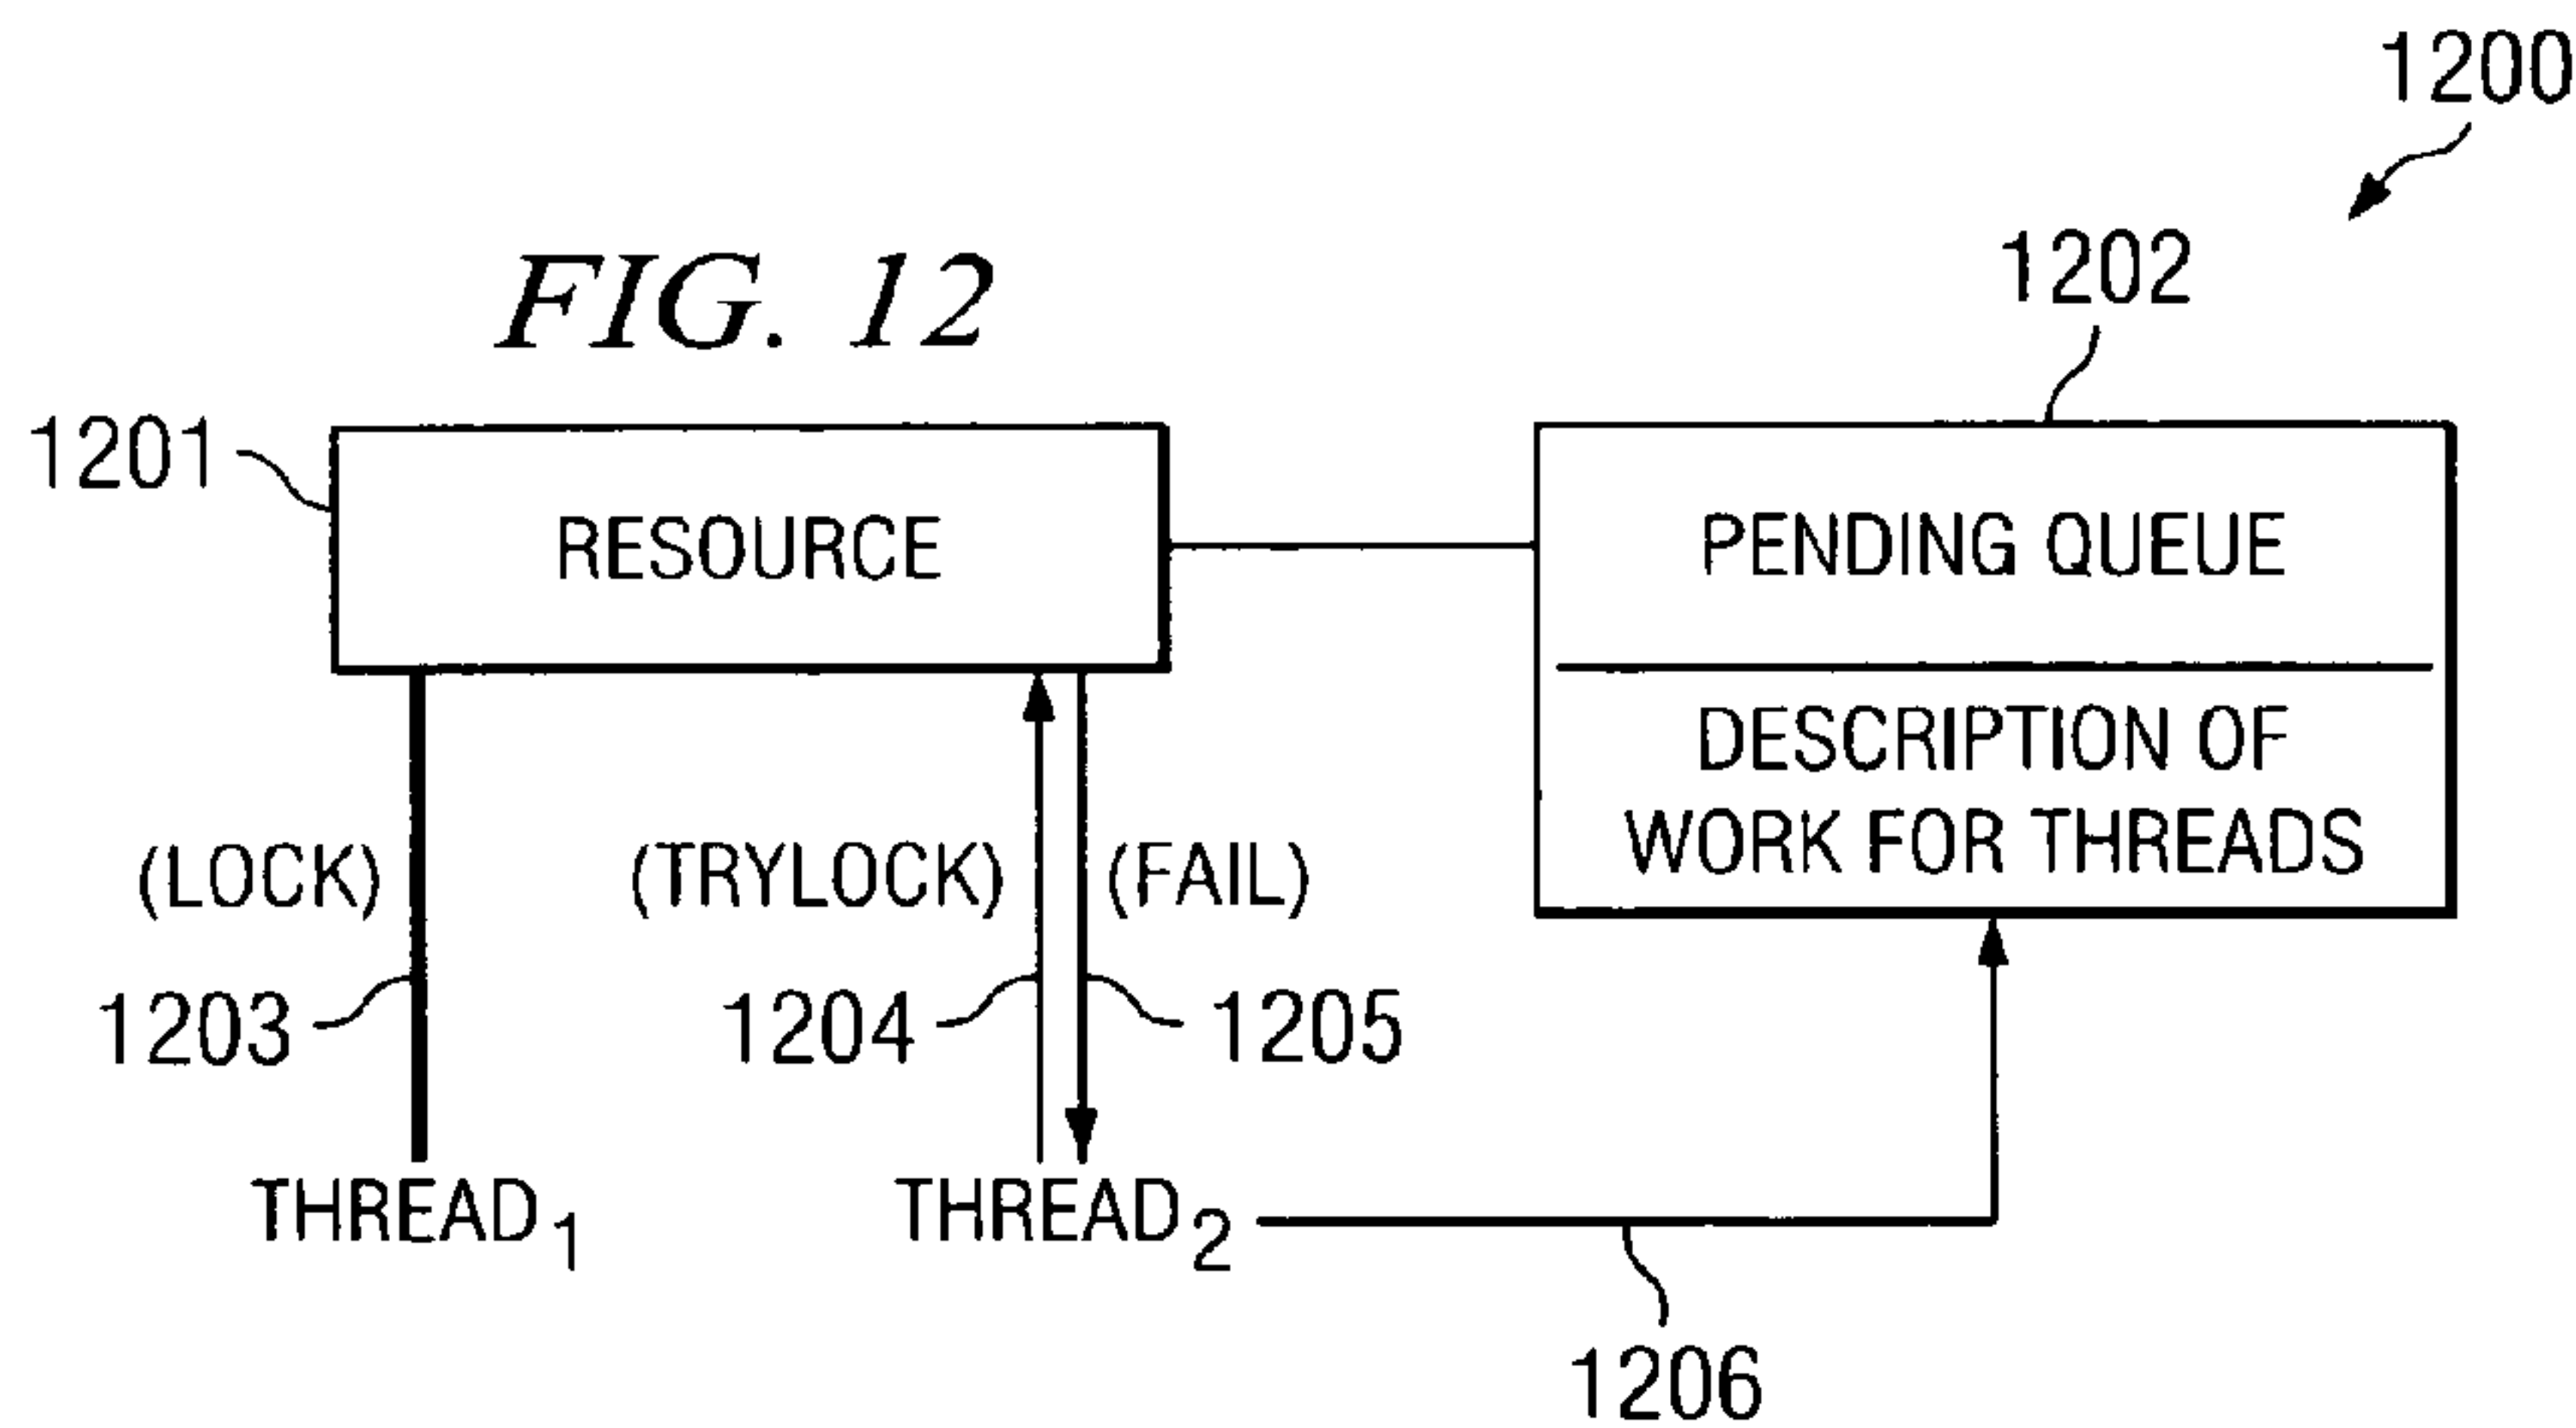 1200
FIG. 12
1202
1201
RESOURCE
PENDING QUEUE
DESCRIPTION OF
WORK FOR THREADS
(LOCK)
(TRYLOCK)
(FAIL)
1203
1204
1205
THREAD1
THREAD2
1206